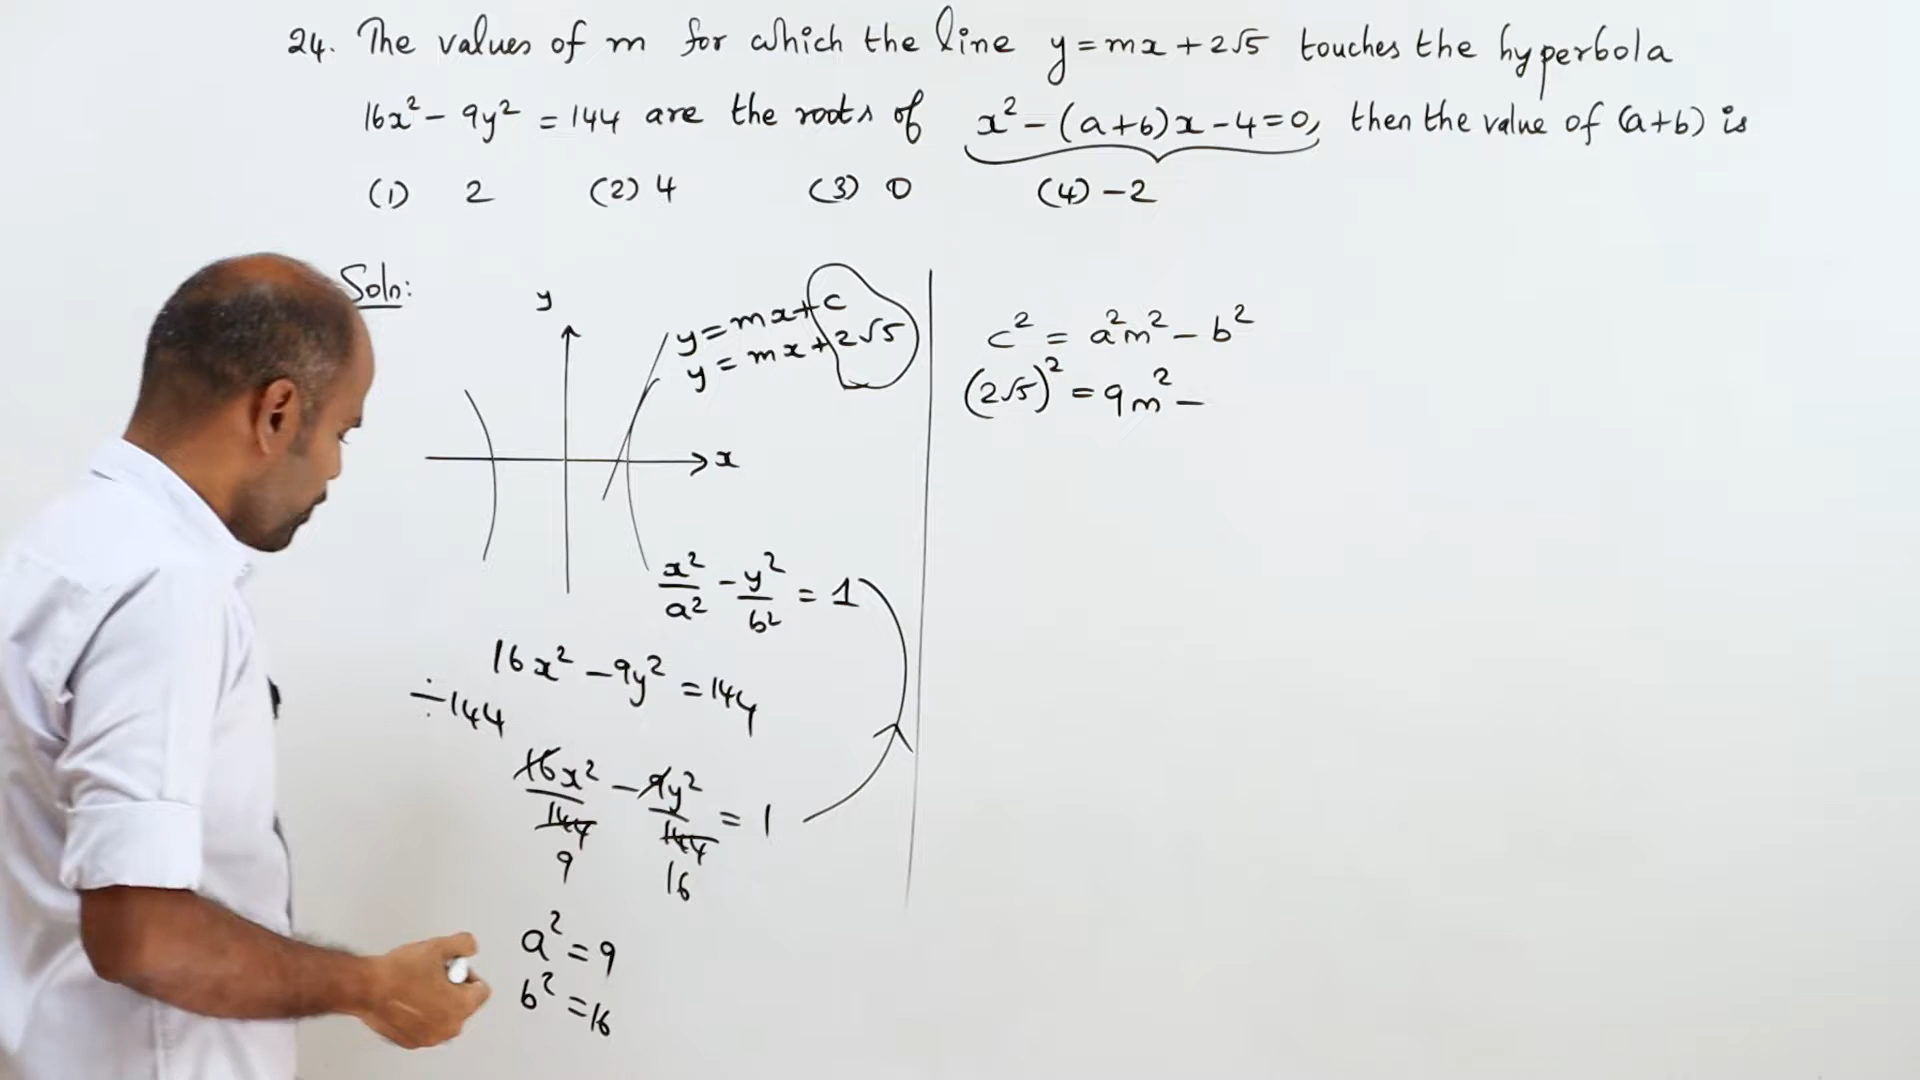 24. The values of m for which the line y = mx + 2√5 touches the hyperbola
16x² - 9y² = 144 are the roots of x² - (a+b)x - 4 = 0, then the value of (a+b) is
(1) 2 (2) 4 (3) 0 (4) -2
Soln:
y
y = mx + c
y = mx + 2√5
x
x²/a² - y²/b² = 1
16x² - 9y² = 144
÷144
16x²/144 - 9y²/144 = 1
9 16
a² = 9
b² = 16
c² = a²m² - b²
(2√5)² = 9m² -